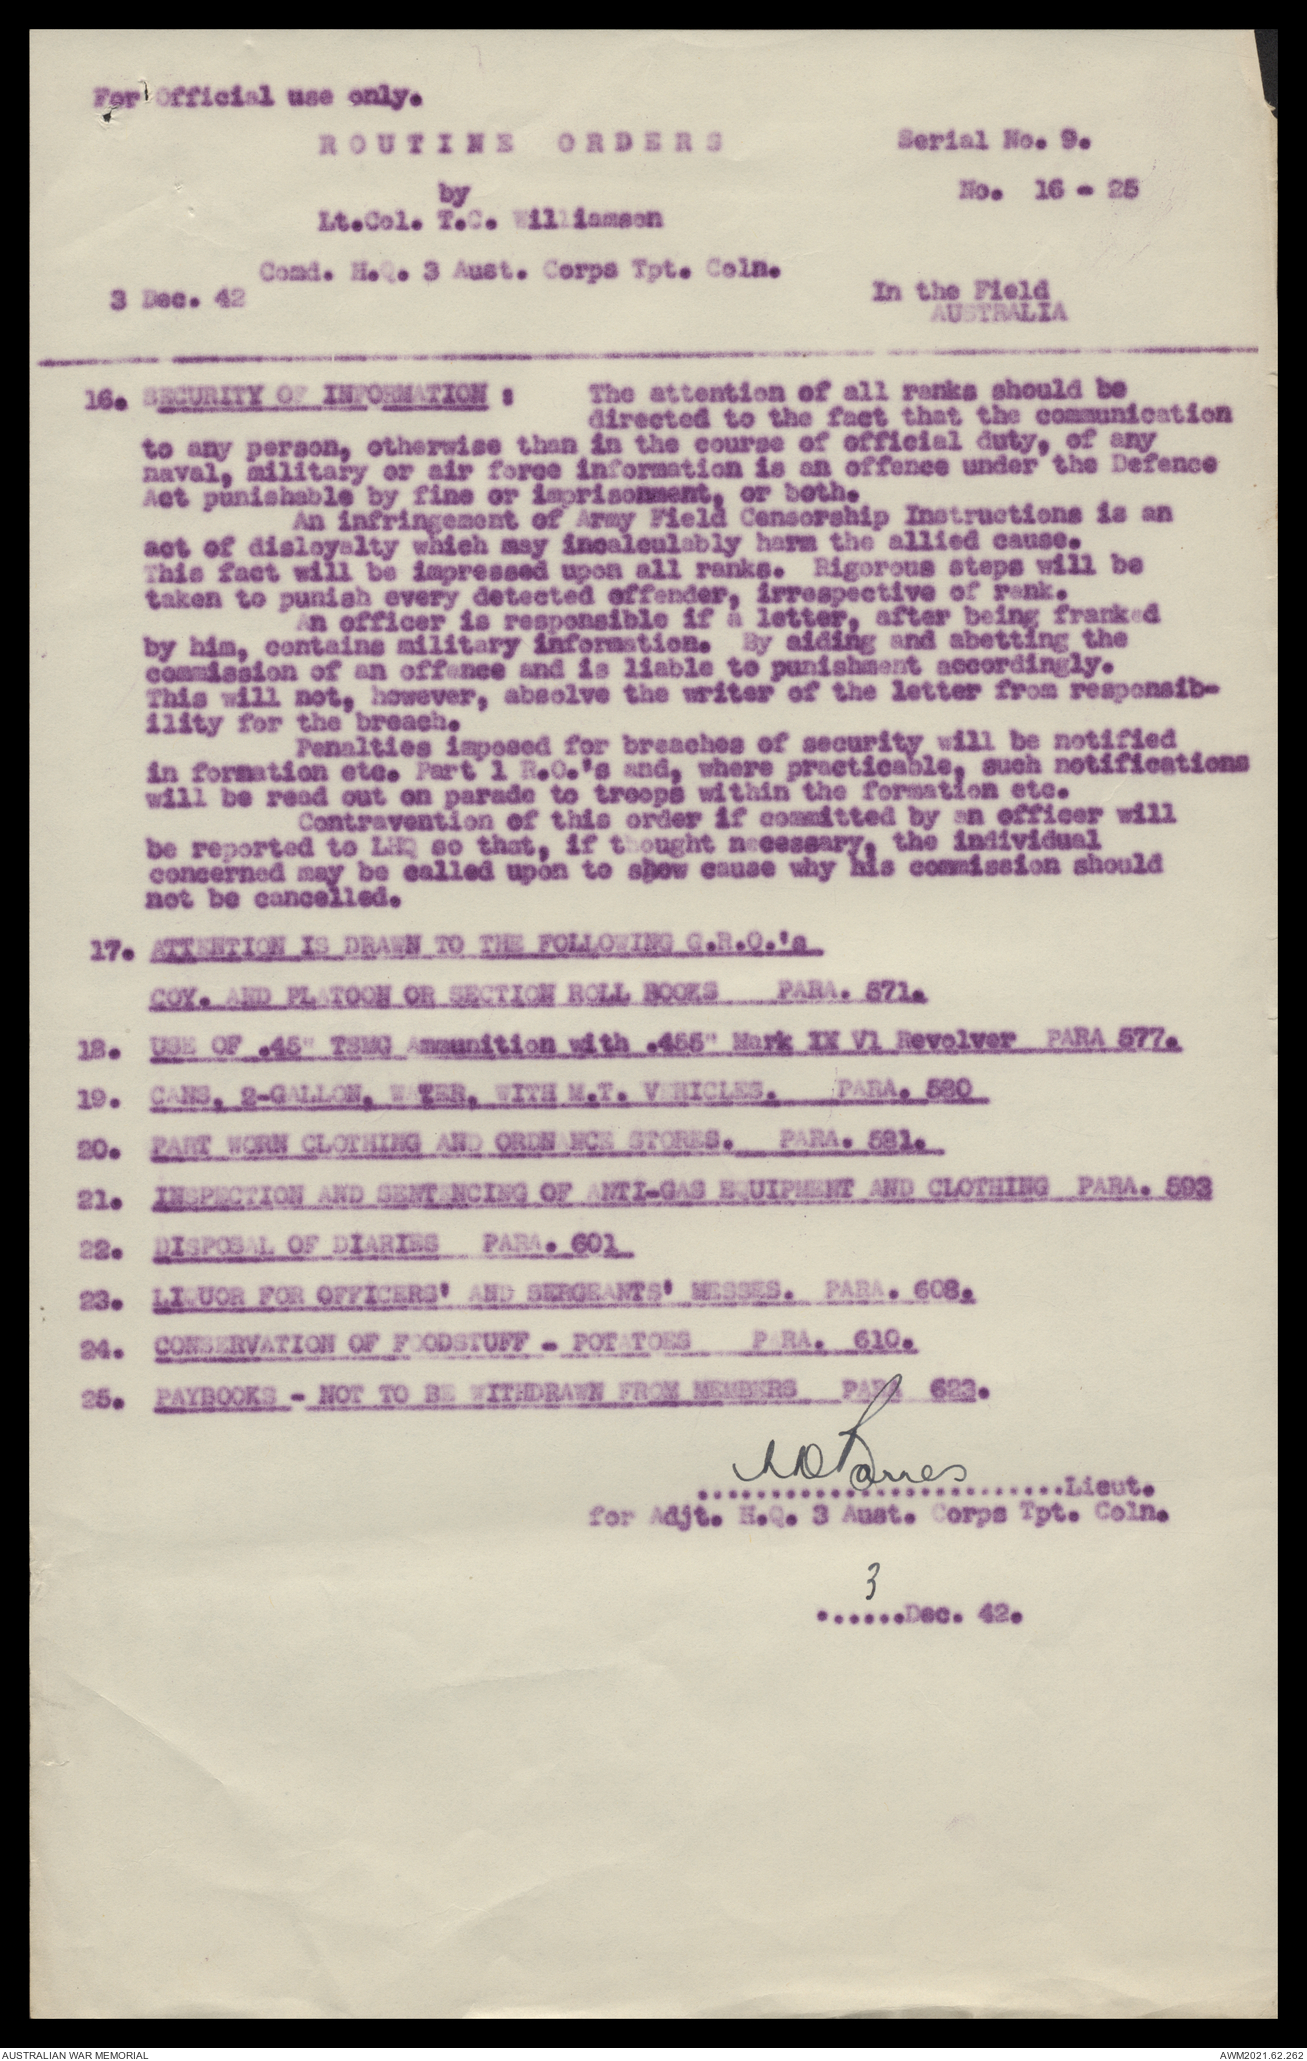 For Official use only.
ROUTINE ORDERS
Serial No. 9.
by
No. 16 - 25
Lt.Col. T.C. Williamson
Comd. H.Q. 3 Aust. Corps Tpt. Coln.
3 Dec. 42
In the Field
AUSTRALIA
16. SECURITY OF INFORMATION : The attention of all ranks should be
directed to the fact that the communication
to any person, otherwise than in the course of official duty, of any
naval, military or air force information is an offence under the Defence
Act punishable by fine or imprisonment, or both.
An infringement of Army Field Censorship Instructions is an
act of disloyalty which may incalculably harm the allied cause.
This fact will be impressed upon all ranks. Rigorous steps will be
taken to punish every detected offender, irrespective of rank.
An officer is responsible if a letter, after being franked
by him, contains military information. By aiding and abetting the
commission of an offence and is liable to punishment accordingly.
This will not, however, absolve the writer of the letter from responsib-
ility for the breach.
Penalties imposed for breaches of security will be notified
in formation etc. Part 1 R.O.'s and, where practicable, such notifications
will be read out on parade to troops within the formation etc.
Contravention of this order if committed by an officer will
be reported to LHQ so that, if thought necessary, the individual
concerned may be called upon to show cause why his commission should
not be cancelled.
17. ATTENTION IS DRAWN TO THE FOLLOWING G.R.O.'s
COY. AND PLATOON OR SECTION ROLL BOOKS PARA. 571.
18. USE OF .45" TSMG Ammunition with .455" Mark IX V1 Revolver PARA 577.
19. CANS, 2-GALLON, WATER, WITH M.T. VEHICLES. PARA. 580
20. PART WORN CLOTHING AND ORDNANCE STORES. PARA. 581.
21. INSPECTION AND SENTENCING OF ANTI-GAS EQUIPMENT AND CLOTHING PARA. 593
22. DISPOSAL OF DIARIES PARA. 601
23. LIQUOR FOR OFFICERS' AND SERGEANTS' MESSES. PARA. 608.
24. CONSERVATION OF FOODSTUFF - POTATOES PARA. 610.
25. PAYBOOKS - NOT TO BE WITHDRAWN FROM MEMBERS PARA 623.
..........................Lieut.
for Adjt. H.Q. 3 Aust. Corps Tpt. Coln.
3
......Dec. 42.
AUSTRALIAN WAR MEMORIAL
AWM2021.62.262